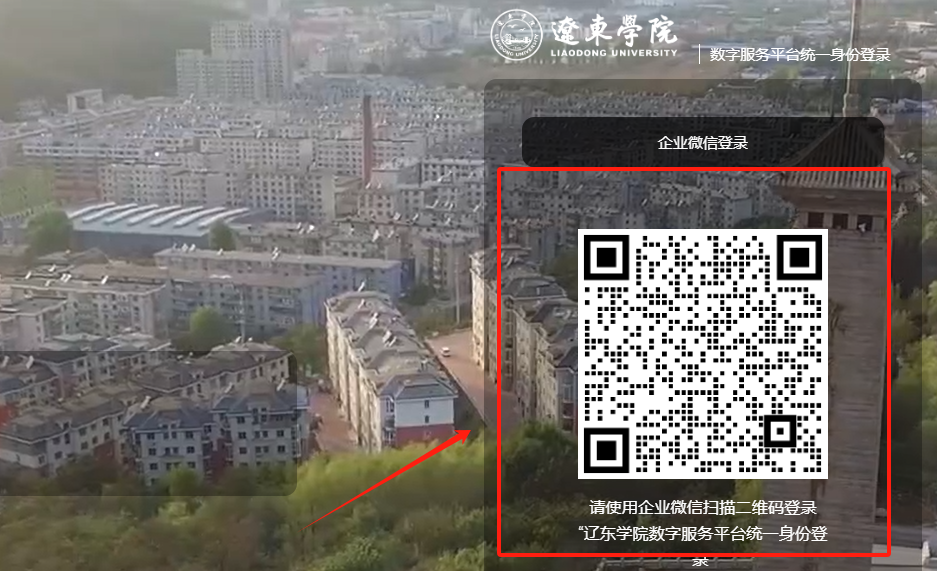 遼東學院
LIAODONG UNIVERSITY
数字服务平台统一身份登录
企业微信登录
请使用企业微信扫描二维码登录
“辽东学院数字服务平台统一身份登
录